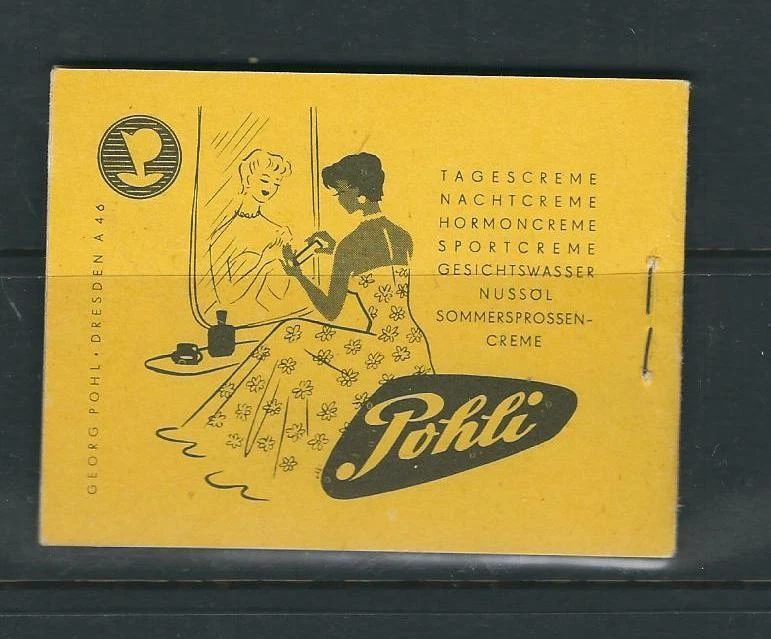 GEORG POHL • DRESDEN A 46
TAGESCREME
NACHTCREME
HORMONCREME
SPORTCREME
GESICHTSWASSER
NUSSÖL
SOMMERSPROSSEN-
CREME
Pohli